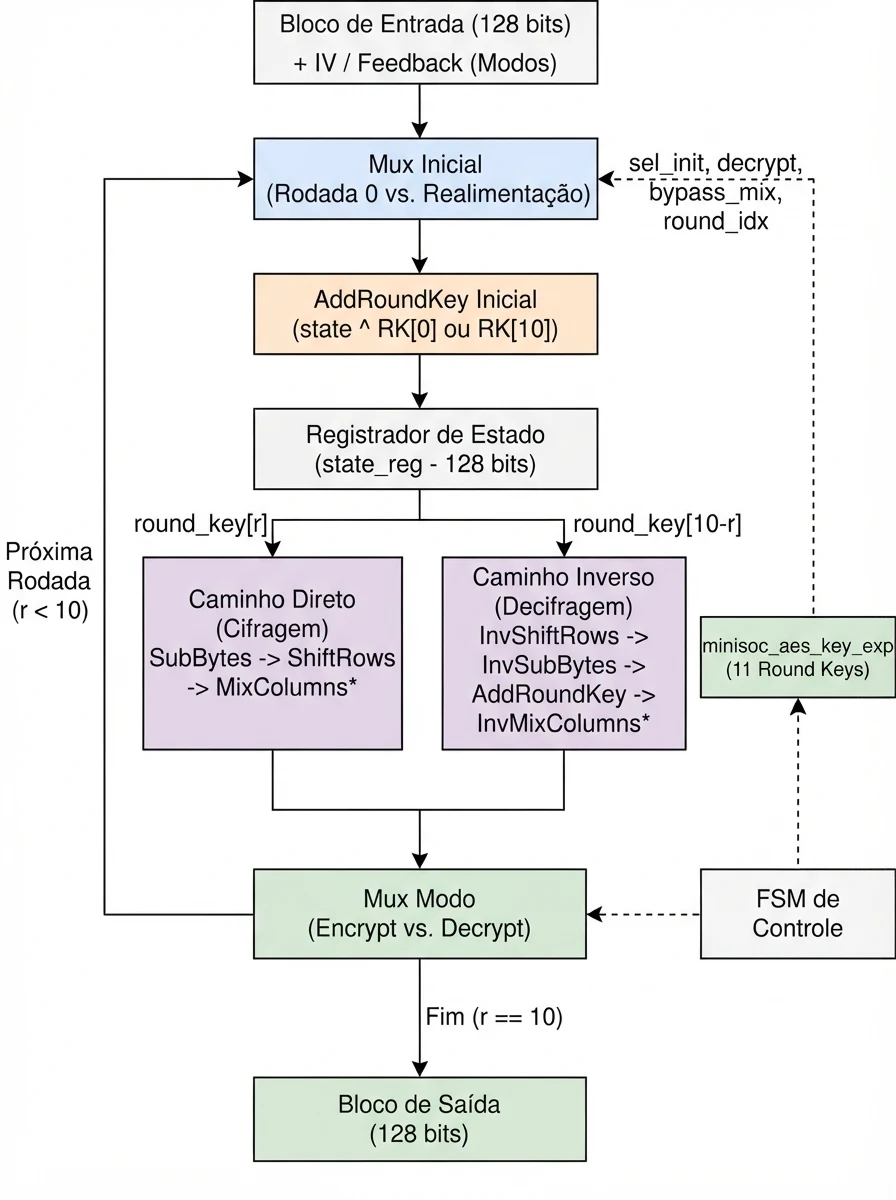 Bloco de Entrada (128 bits)
+ IV / Feedback (Modos)
Mux Inicial
(Rodada 0 vs. Realimentação)
sel_init, decrypt,
bypass_mix,
round_idx
AddRoundKey Inicial
(state ^ RK[0] ou RK[10])
Registrador de Estado
(state_reg - 128 bits)
round_key[r]
round_key[10-r]
Próxima
Rodada
(r < 10)
Caminho Direto
(Cifragem)
SubBytes -> ShiftRows
-> MixColumns*
Caminho Inverso
(Decifragem)
InvShiftRows ->
InvSubBytes ->
AddRoundKey ->
InvMixColumns*
minisoc_aes_key_exp
(11 Round Keys)
Mux Modo
(Encrypt vs. Decrypt)
FSM de
Controle
Fim (r == 10)
Bloco de Saída
(128 bits)